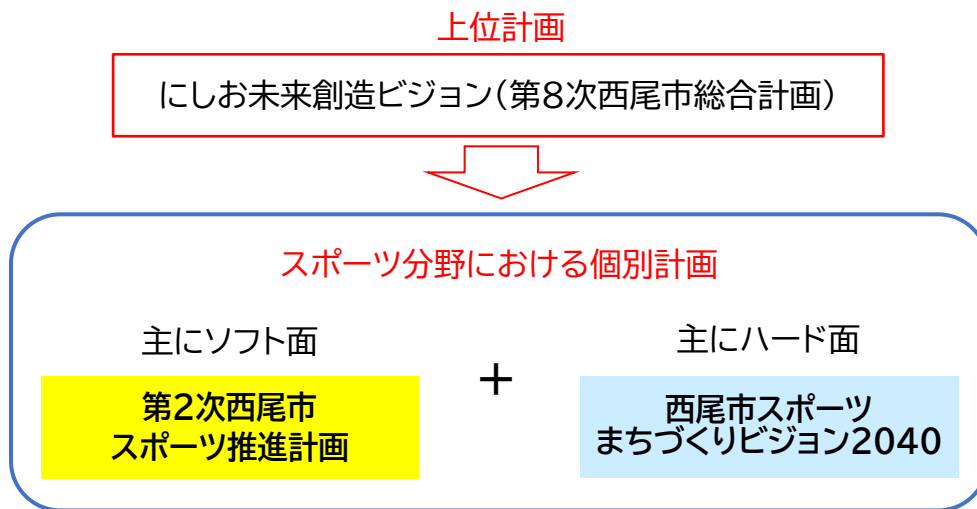 上位計画
にしお未来創造ビジョン(第8次西尾市総合計画)
スポーツ分野における個別計画
主にソフト面
第2次西尾市
スポーツ推進計画
+
主にハード面
西尾市スポーツ
まちづくりビジョン2040